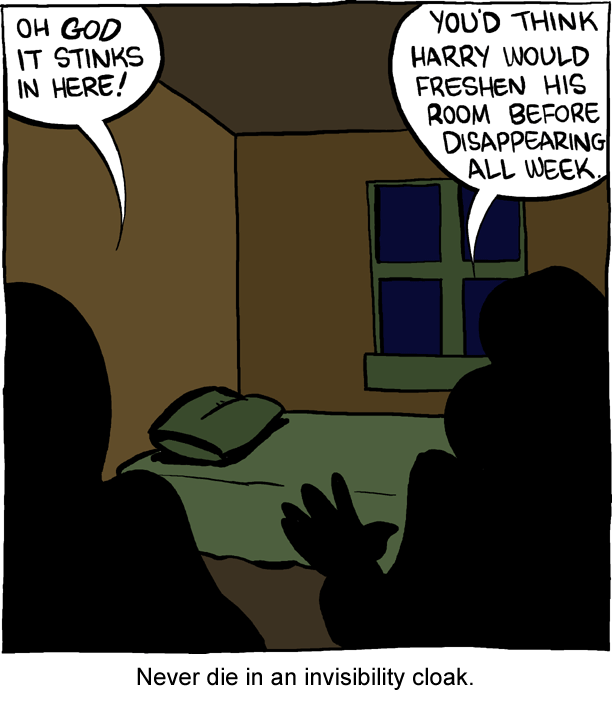 OH GOD
IT STINKS
IN HERE!
YOU'D THINK
HARRY WOULD
FRESHEN HIS
ROOM BEFORE
DISAPPEARING
ALL WEEK.
Never die in an invisibility cloak.